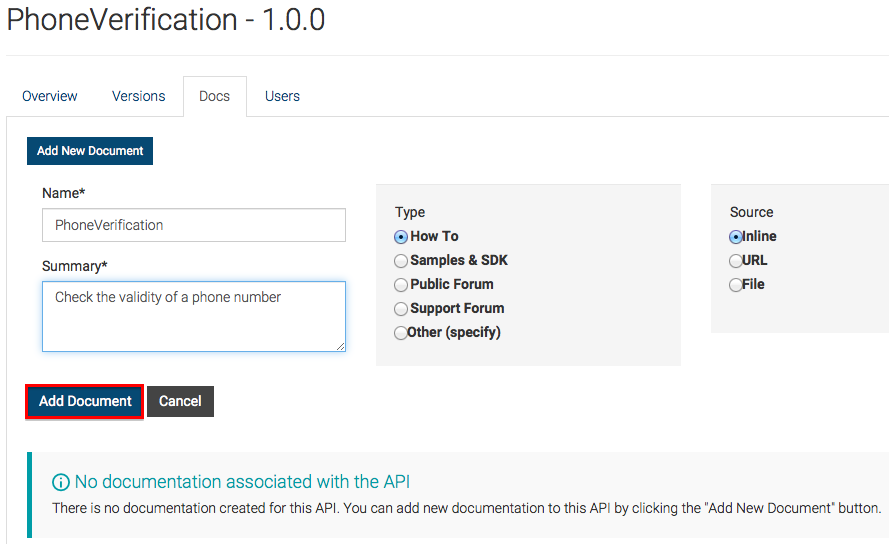 PhoneVerification - 1.0.0
Overview Versions Docs Users
Add New Document
Name*
PhoneVerification
Summary*
Check the validity of a phone number
Type
How To
Samples & SDK
Public Forum
Support Forum
Other (specify)
Source
Inline
URL
File
Add Document Cancel
No documentation associated with the API
There is no documentation created for this API. You can add new documentation to this API by clicking the "Add New Document" button.